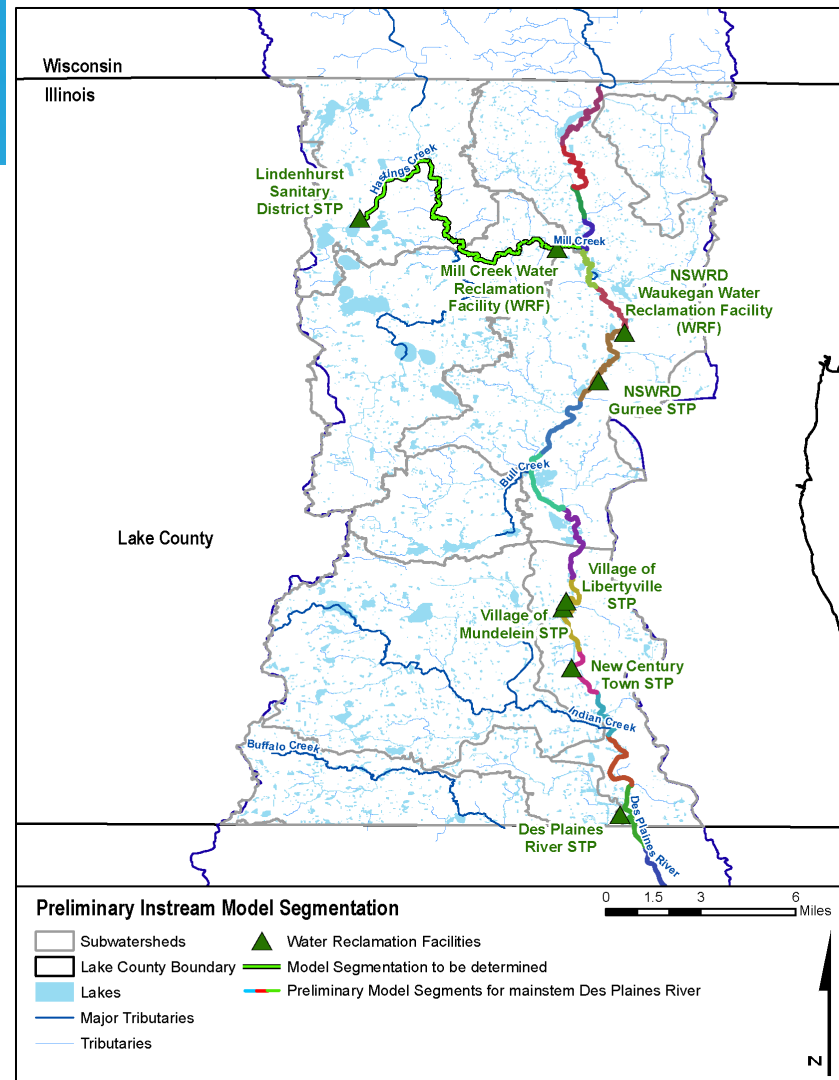 Wisconsin
Illinois
Hastings Creek
Lindenhurst
Sanitary
District STP
Mill Creek
Mill Creek Water
Reclamation
Facility (WRF)
NSWRD
Waukegan Water
Reclamation Facility
(WRF)
NSWRD
Gurnee STP
Bull Creek
Lake County
Village of
Libertyville
STP
Village of
Mundelein STP
New Century
Town STP
Indian Creek
Buffalo Creek
Des Plaines River
Des Plaines
River STP
Preliminary Instream Model Segmentation
0 1.5 3 6
Miles
Subwatersheds
Water Reclamation Facilities
Lake County Boundary
Model Segmentation to be determined
Lakes
Preliminary Model Segments for mainstem Des Plaines River
Major Tributaries
Tributaries
N